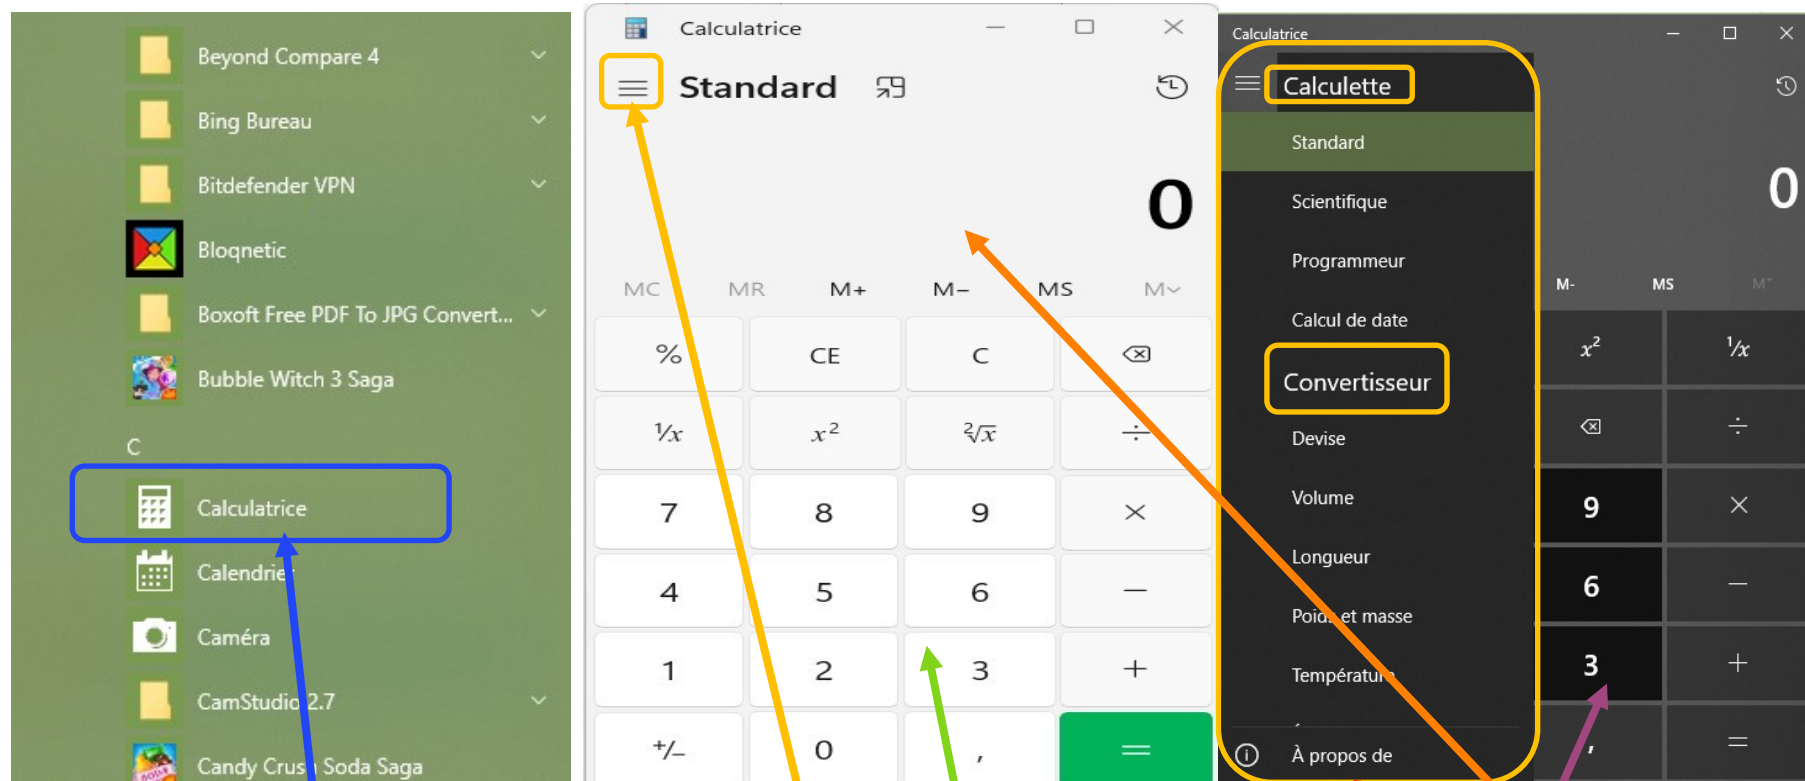 Beyond Compare 4
Bing Bureau
Bitdefender VPN
Bloqnetic
Boxoft Free PDF To JPG Convert...
Bubble Witch 3 Saga
C
Calculatrice
Calendrier
Caméra
CamStudio 2.7
Candy Crush Soda Saga
Calculatrice
Standard
0
MC MR M+ M− MS M
% CE C
¹/x x² ²√x ÷
7 8 9 ×
4 5 6 −
1 2 3 +
+/− 0 , =
Calculatrice
Calculette
Standard
Scientifique
Programmeur
Calcul de date
Convertisseur
Devise
Volume
Longueur
Poids et masse
Température
À propos de
0
M- MS M
x² ¹/x
÷
9 ×
6 −
3 +
, =